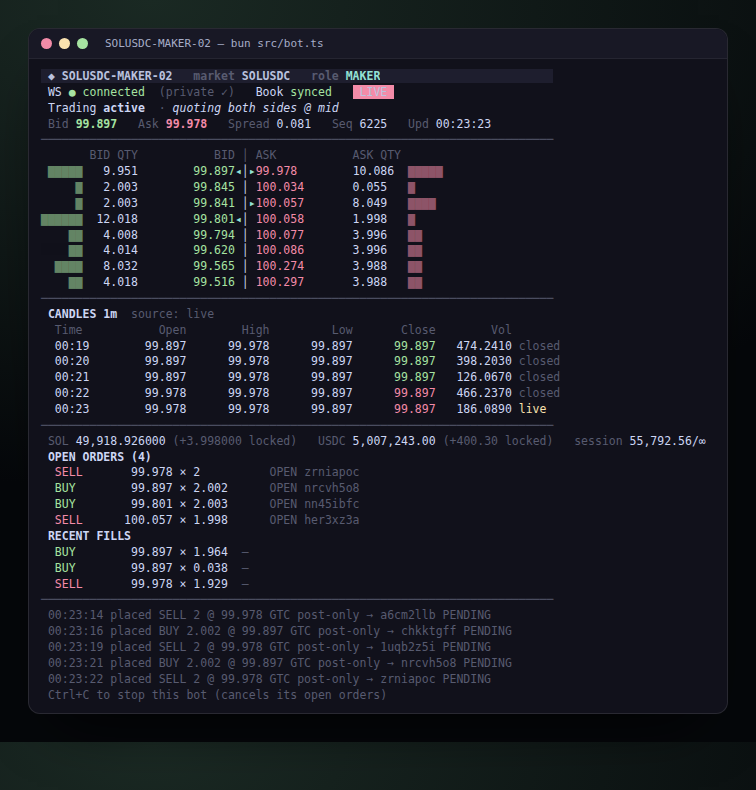 SOLUSDC-MAKER-02 — bun src/bot.ts
◆ SOLUSDC-MAKER-02 market SOLUSDC role MAKER
WS ● connected (private ✓) Book synced LIVE
Trading active · quoting both sides @ mid
Bid 99.897 Ask 99.978 Spread 0.081 Seq 6225 Upd 00:23:23
BID QTY BID │ ASK ASK QTY
9.951 99.897◂│▸99.978 10.086
2.003 99.845 │ 100.034 0.055
2.003 99.841 │▸100.057 8.049
12.018 99.801◂│ 100.058 1.998
4.008 99.794 │ 100.077 3.996
4.014 99.620 │ 100.086 3.996
8.032 99.565 │ 100.274 3.988
4.018 99.516 │ 100.297 3.988
CANDLES 1m source: live
Time Open High Low Close Vol
00:19 99.897 99.978 99.897 99.897 474.2410 closed
00:20 99.897 99.978 99.897 99.897 398.2030 closed
00:21 99.897 99.978 99.897 99.897 126.0670 closed
00:22 99.978 99.978 99.897 99.897 466.2370 closed
00:23 99.978 99.978 99.897 99.897 186.0890 live
SOL 49,918.926000 (+3.998000 locked) USDC 5,007,243.00 (+400.30 locked) session 55,792.56/∞
OPEN ORDERS (4)
SELL 99.978 × 2 OPEN zrniapoc
BUY 99.897 × 2.002 OPEN nrcvh5o8
BUY 99.801 × 2.003 OPEN nn45ibfc
SELL 100.057 × 1.998 OPEN her3xz3a
RECENT FILLS
BUY 99.897 × 1.964 —
BUY 99.897 × 0.038 —
SELL 99.978 × 1.929 —
00:23:14 placed SELL 2 @ 99.978 GTC post-only → a6cm2llb PENDING
00:23:16 placed BUY 2.002 @ 99.897 GTC post-only → chkktgff PENDING
00:23:19 placed SELL 2 @ 99.978 GTC post-only → 1uqb2z5i PENDING
00:23:21 placed BUY 2.002 @ 99.897 GTC post-only → nrcvh5o8 PENDING
00:23:22 placed SELL 2 @ 99.978 GTC post-only → zrniapoc PENDING
Ctrl+C to stop this bot (cancels its open orders)